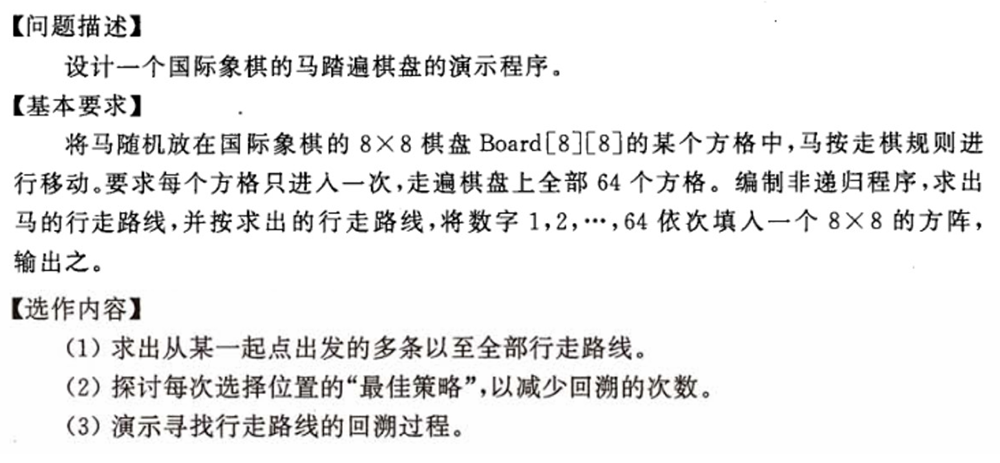 【问题描述】
设计一个国际象棋的马踏遍棋盘的演示程序。
【基本要求】
将马随机放在国际象棋的 8×8 棋盘 Board[8][8]的某个方格中,马按走棋规则进
行移动。要求每个方格只进入一次,走遍棋盘上全部 64 个方格。编制非递归程序,求出
马的行走路线,并按求出的行走路线,将数字 1,2,…,64 依次填入一个 8×8 的方阵,
输出之。
【选作内容】
(1) 求出从某一起点出发的多条以至全部行走路线。
(2) 探讨每次选择位置的“最佳策略”,以减少回溯的次数。
(3) 演示寻找行走路线的回溯过程。